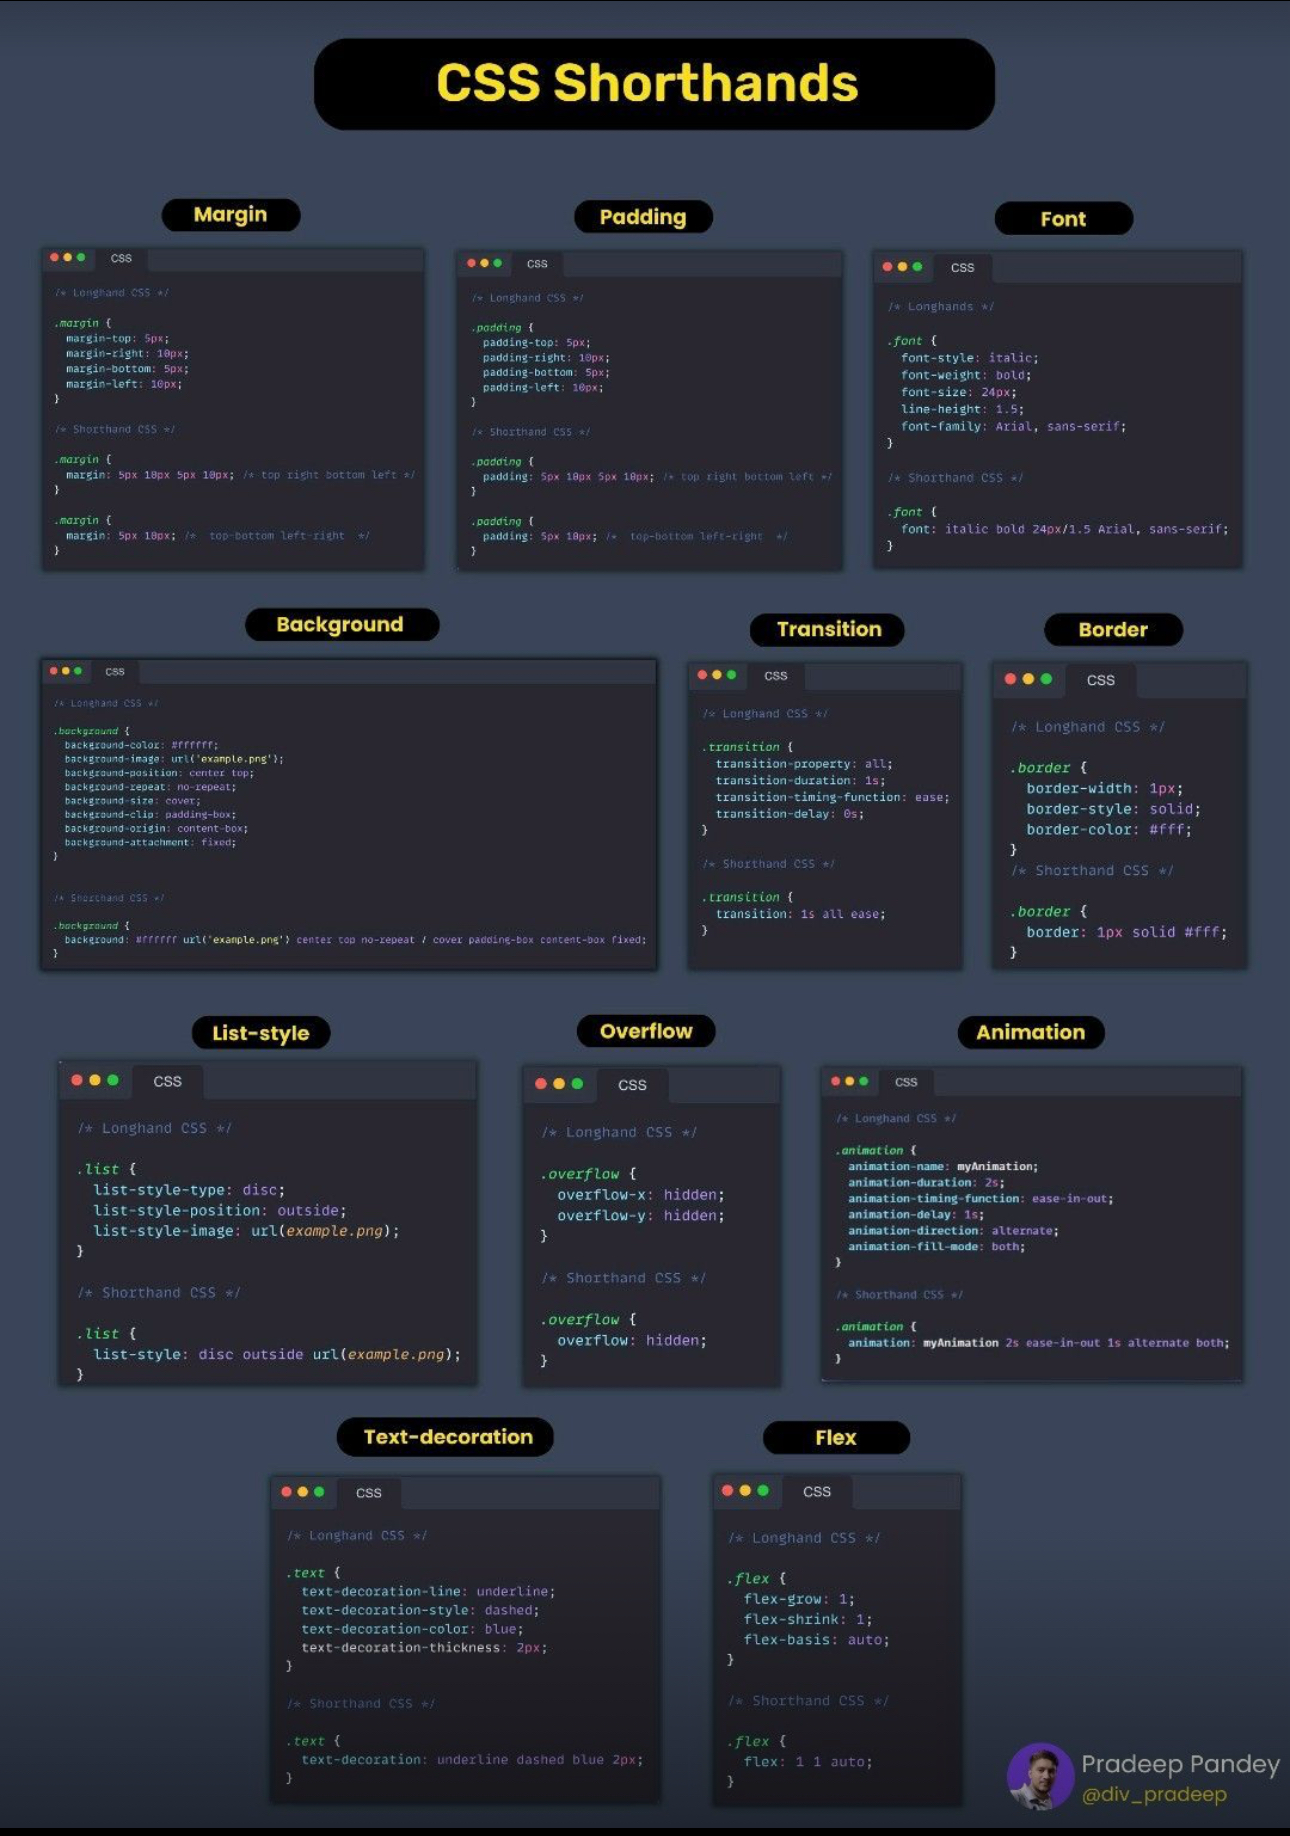 CSS Shorthands
Margin
CSS
/* Longhand CSS */
.margin {
margin-top: 5px;
margin-right: 10px;
margin-bottom: 5px;
margin-left: 10px;
}
/* Shorthand CSS */
.margin {
margin: 5px 10px 5px 10px; /* top right bottom left */
}
.margin {
margin: 5px 10px; /* top-bottom left-right */
}
Padding
CSS
/* Longhand CSS */
.padding {
padding-top: 5px;
padding-right: 10px;
padding-bottom: 5px;
padding-left: 10px;
}
/* Shorthand CSS */
.padding {
padding: 5px 10px 5px 10px; /* top right bottom left */
}
.padding {
padding: 5px 10px; /* top-bottom left-right */
}
Font
CSS
/* Longhands */
.font {
font-style: italic;
font-weight: bold;
font-size: 24px;
line-height: 1.5;
font-family: Arial, sans-serif;
}
/* Shorthand CSS */
.font {
font: italic bold 24px/1.5 Arial, sans-serif;
}
Background
CSS
/* Longhand CSS */
.background {
background-color: #ffffff;
background-image: url('example.png');
background-position: center top;
background-repeat: no-repeat;
background-size: cover;
background-clip: padding-box;
background-origin: content-box;
background-attachment: fixed;
}
/* Shorthand CSS */
.background {
background: #ffffff url('example.png') center top no-repeat / cover padding-box content-box fixed;
}
Transition
CSS
/* Longhand CSS */
.transition {
transition-property: all;
transition-duration: 1s;
transition-timing-function: ease;
transition-delay: 0s;
}
/* Shorthand CSS */
.transition {
transition: 1s all ease;
}
Border
CSS
/* Longhand CSS */
.border {
border-width: 1px;
border-style: solid;
border-color: #fff;
}
/* Shorthand CSS */
.border {
border: 1px solid #fff;
}
List-style
CSS
/* Longhand CSS */
.list {
list-style-type: disc;
list-style-position: outside;
list-style-image: url(example.png);
}
/* Shorthand CSS */
.list {
list-style: disc outside url(example.png);
}
Overflow
CSS
/* Longhand CSS */
.overflow {
overflow-x: hidden;
overflow-y: hidden;
}
/* Shorthand CSS */
.overflow {
overflow: hidden;
}
Animation
CSS
/* Longhand CSS */
.animation {
animation-name: myAnimation;
animation-duration: 2s;
animation-timing-function: ease-in-out;
animation-delay: 1s;
animation-direction: alternate;
animation-fill-mode: both;
}
/* Shorthand CSS */
.animation {
animation: myAnimation 2s ease-in-out 1s alternate both;
}
Text-decoration
CSS
/* Longhand CSS */
.text {
text-decoration-line: underline;
text-decoration-style: dashed;
text-decoration-color: blue;
text-decoration-thickness: 2px;
}
/* Shorthand CSS */
.text {
text-decoration: underline dashed blue 2px;
}
Flex
CSS
/* Longhand CSS */
.flex {
flex-grow: 1;
flex-shrink: 1;
flex-basis: auto;
}
/* Shorthand CSS */
.flex {
flex: 1 1 auto;
}
Pradeep Pandey
@div_pradeep